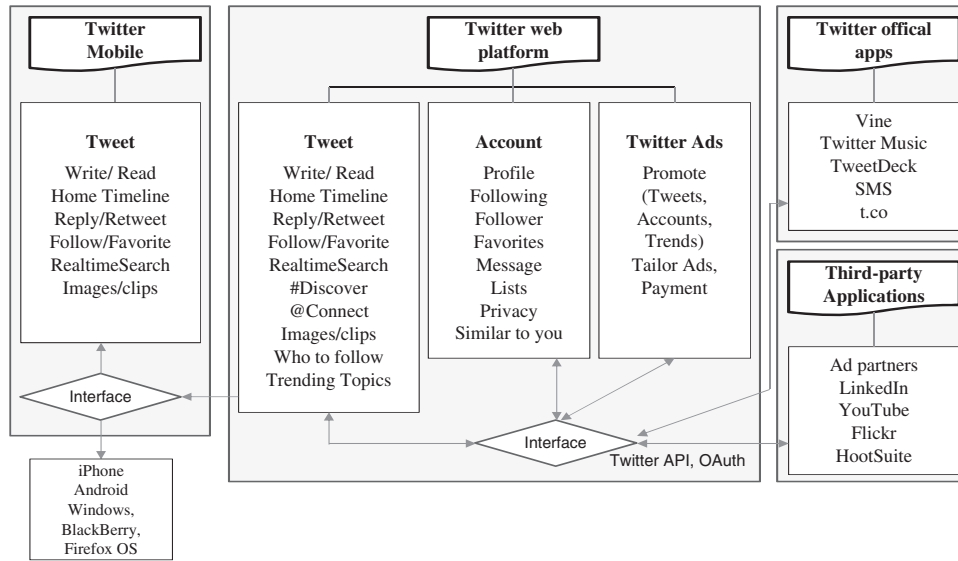 Twitter
Mobile
Tweet
Write/ Read
Home Timeline
Reply/Retweet
Follow/Favorite
RealtimeSearch
Images/clips
Interface
iPhone
Android
Windows,
BlackBerry,
Firefox OS
Twitter web
platform
Tweet
Write/ Read
Home Timeline
Reply/Retweet
Follow/Favorite
RealtimeSearch
#Discover
@Connect
Images/clips
Who to follow
Trending Topics
Account
Profile
Following
Follower
Favorites
Message
Lists
Privacy
Similar to you
Twitter Ads
Promote
(Tweets,
Accounts,
Trends)
Tailor Ads,
Payment
Interface
Twitter API, OAuth
Twitter offical
apps
Vine
Twitter Music
TweetDeck
SMS
t.co
Third-party
Applications
Ad partners
LinkedIn
YouTube
Flickr
HootSuite